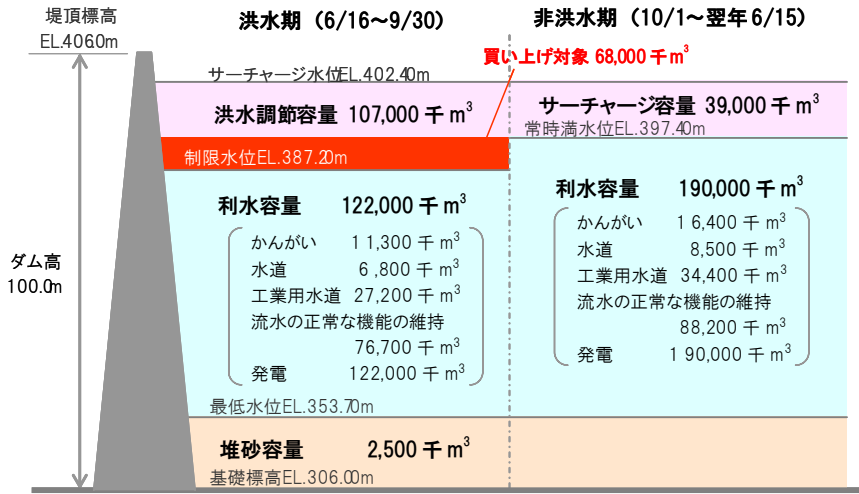 堤頂標高
EL.406.0m
洪水期（6/16～9/30）
非洪水期（10/1～翌年6/15）
買い上げ対象 68,000千m³
サーチャージ水位EL.402.40m
洪水調節容量 107,000千m³
サーチャージ容量 39,000千m³
常時満水位EL.397.40m
制限水位EL.387.20m
利水容量 122,000千m³
かんがい 11,300千m³
水道 6,800千m³
工業用水道 27,200千m³
流水の正常な機能の維持
76,700千m³
発電 122,000千m³
利水容量 190,000千m³
かんがい 16,400千m³
水道 8,500千m³
工業用水道 34,400千m³
流水の正常な機能の維持
88,200千m³
発電 190,000千m³
ダム高
100.0m
最低水位EL.353.70m
堆砂容量 2,500千m³
基礎標高EL.306.00m